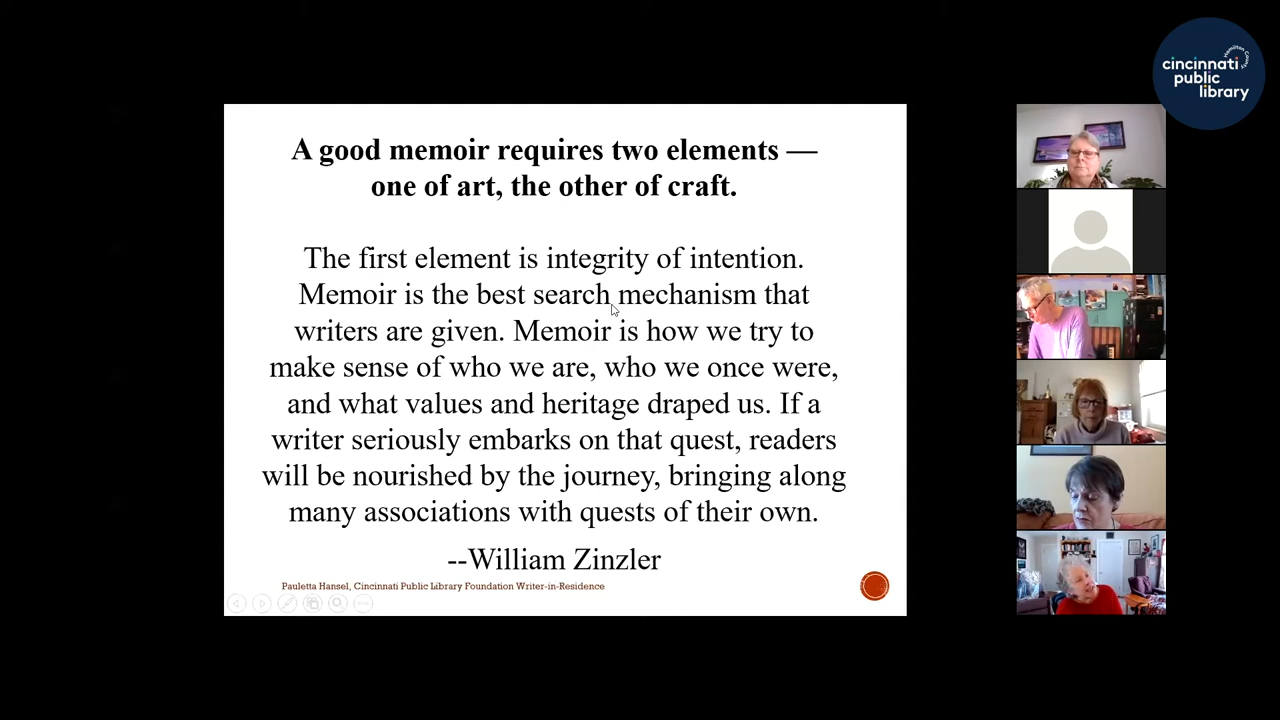 Hamilton County
cincinnati
public
library
A good memoir requires two elements —
one of art, the other of craft.
The first element is integrity of intention.
Memoir is the best search mechanism that
writers are given. Memoir is how we try to
make sense of who we are, who we once were,
and what values and heritage draped us. If a
writer seriously embarks on that quest, readers
will be nourished by the journey, bringing along
many associations with quests of their own.
--William Zinzler
Pauletta Hansel, Cincinnati Public Library Foundation Writer-in-Residence